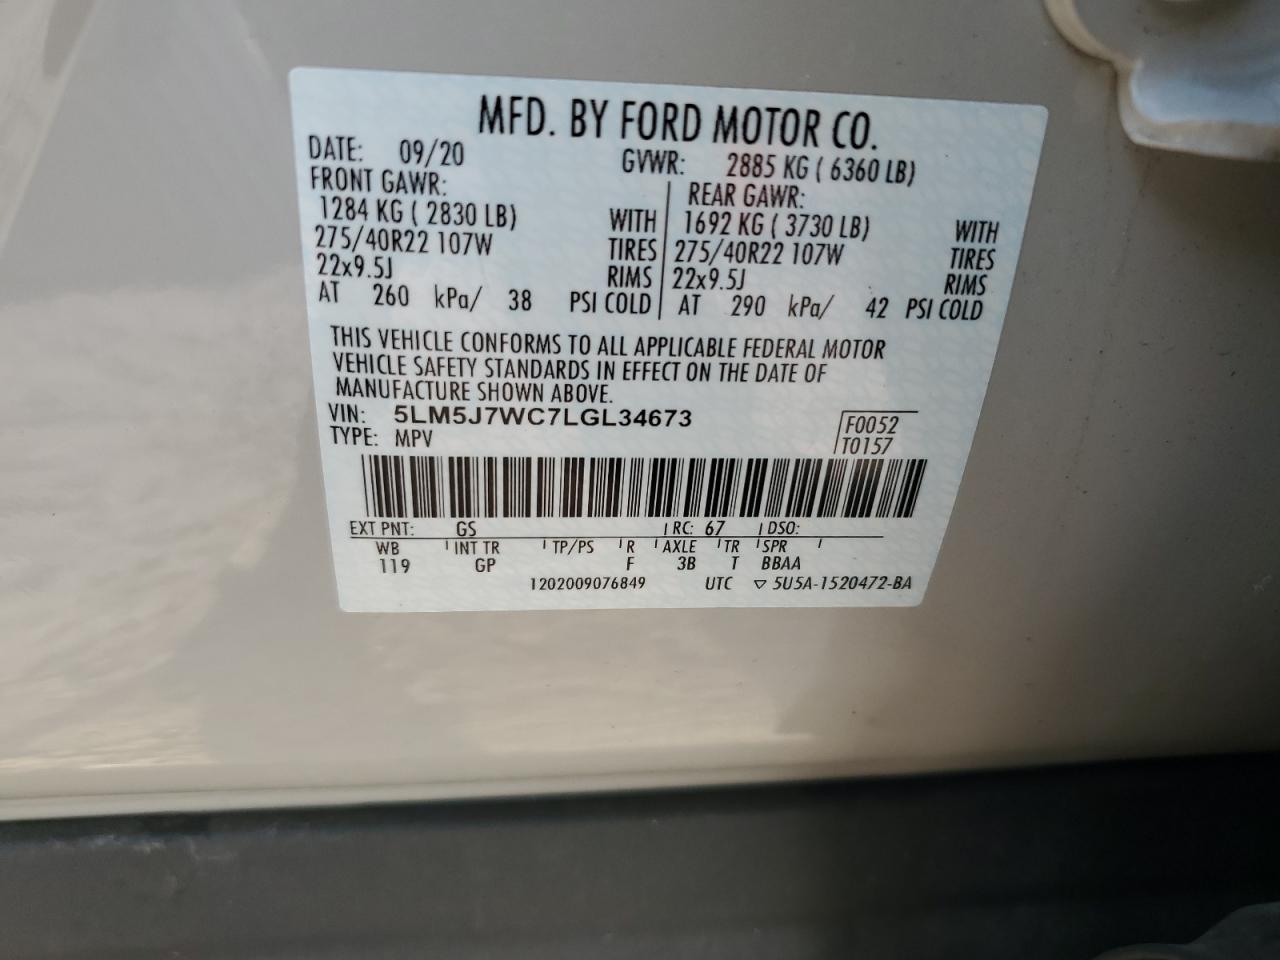 MFD. BY FORD MOTOR CO.
DATE: 09/20 GVWR: 2885 KG ( 6360 LB)
FRONT GAWR: REAR GAWR:
1284 KG ( 2830 LB) WITH 1692 KG ( 3730 LB) WITH
275/40R22 107W TIRES 275/40R22 107W TIRES
22x9.5J RIMS 22x9.5J RIMS
AT 260 kPa/ 38 PSI COLD AT 290 kPa/ 42 PSI COLD
THIS VEHICLE CONFORMS TO ALL APPLICABLE FEDERAL MOTOR
VEHICLE SAFETY STANDARDS IN EFFECT ON THE DATE OF
MANUFACTURE SHOWN ABOVE.
VIN: 5LM5J7WC7LGL34673 F0052
TYPE: MPV T0157
EXT PNT: GS RC: 67 DSO:
WB INT TR TP/PS R AXLE TR SPR
119 GP F 3B T BBAA
1202009076849 UTC ▽ 5U5A-1520472-BA